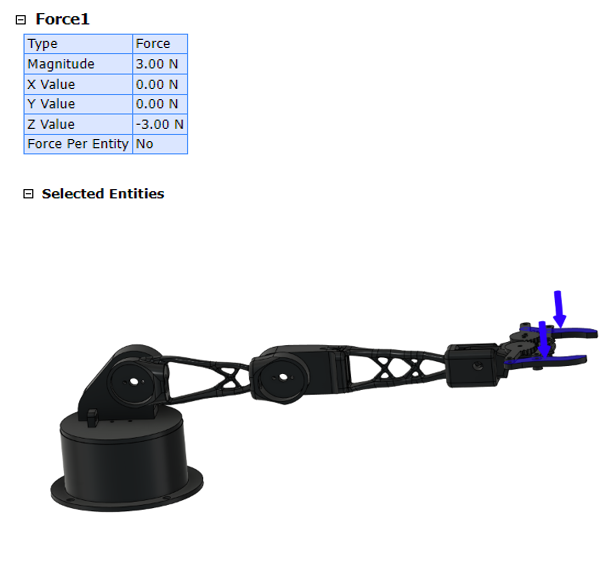 Force1
Type Force
Magnitude 3.00 N
X Value 0.00 N
Y Value 0.00 N
Z Value -3.00 N
Force Per Entity No
Selected Entities